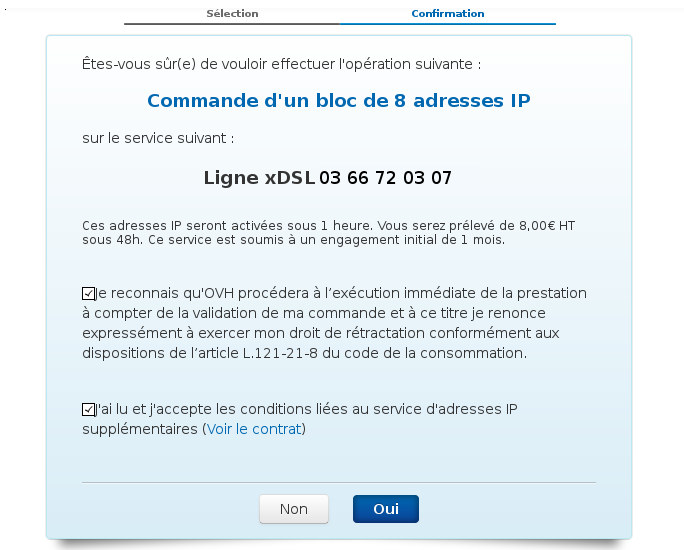 Sélection
Confirmation
Êtes-vous sûr(e) de vouloir effectuer l'opération suivante :
Commande d'un bloc de 8 adresses IP
sur le service suivant :
Ligne xDSL 03 66 72 03 07
Ces adresses IP seront activées sous 1 heure. Vous serez prélevé de 8,00€ HT
sous 48h. Ce service est soumis à un engagement initial de 1 mois.
Je reconnais qu'OVH procédera à l’exécution immédiate de la prestation
à compter de la validation de ma commande et à ce titre je renonce
expressément à exercer mon droit de rétractation conformément aux
dispositions de l’article L.121-21-8 du code de la consommation.
J'ai lu et j'accepte les conditions liées au service d'adresses IP
supplémentaires (Voir le contrat)
Non
Oui